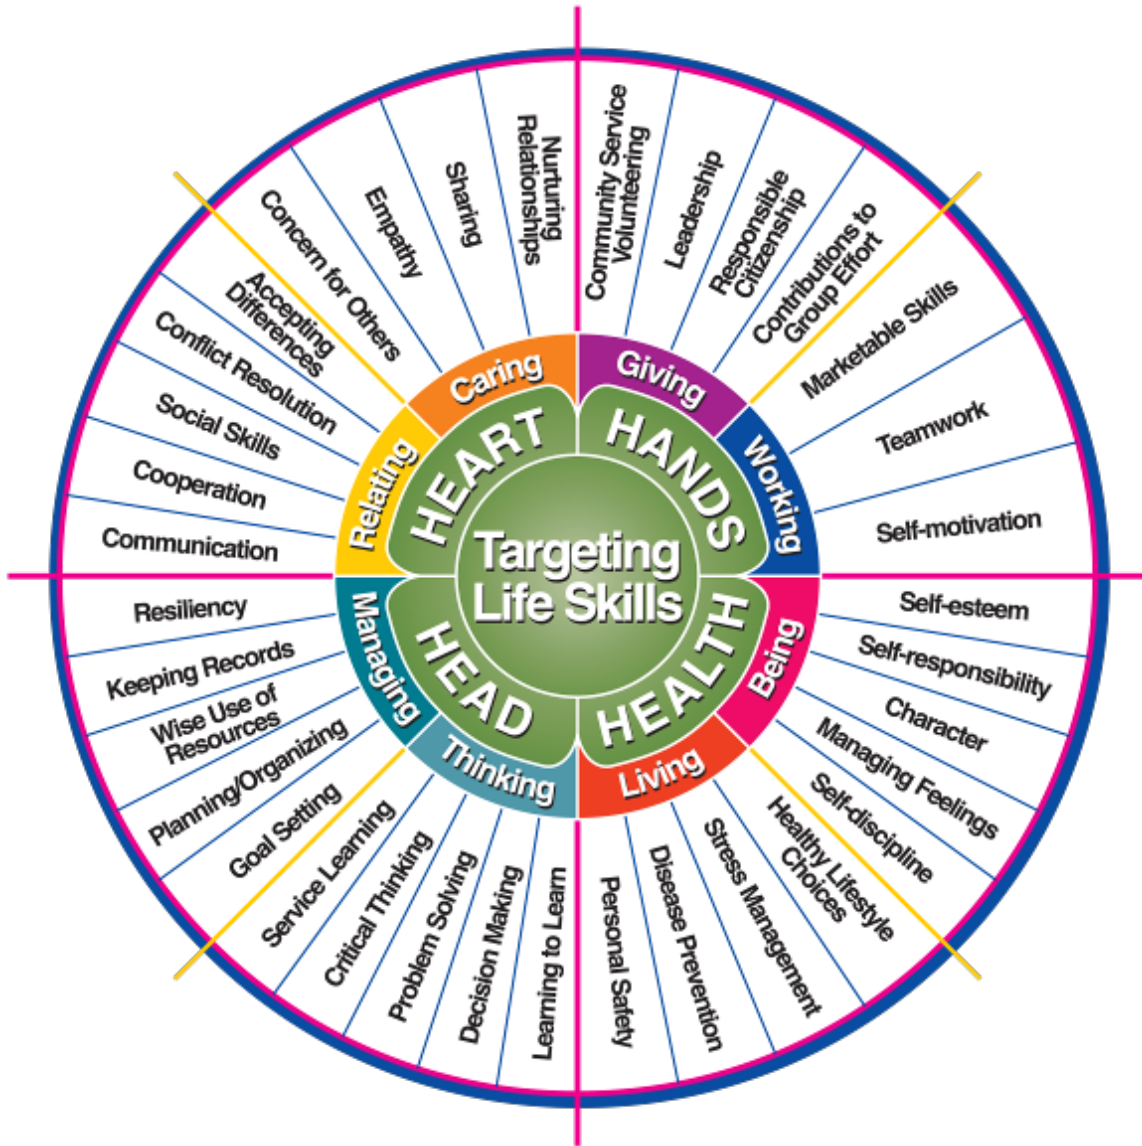 Targeting
Life Skills
HEART
HANDS
HEALTH
HEAD
Caring
Giving
Working
Being
Living
Thinking
Managing
Relating
Community Service
Volunteering
Leadership
Responsible
Citizenship
Contributions to
Group Effort
Marketable Skills
Teamwork
Self-motivation
Self-esteem
Self-responsibility
Character
Managing Feelings
Self-discipline
Healthy Lifestyle
Choices
Stress Management
Disease Prevention
Personal Safety
Learning to Learn
Decision Making
Problem Solving
Critical Thinking
Service Learning
Goal Setting
Planning/Organizing
Wise Use of
Resources
Keeping Records
Resiliency
Communication
Cooperation
Social Skills
Conflict Resolution
Accepting
Differences
Concern for Others
Empathy
Sharing
Nurturing
Relationships